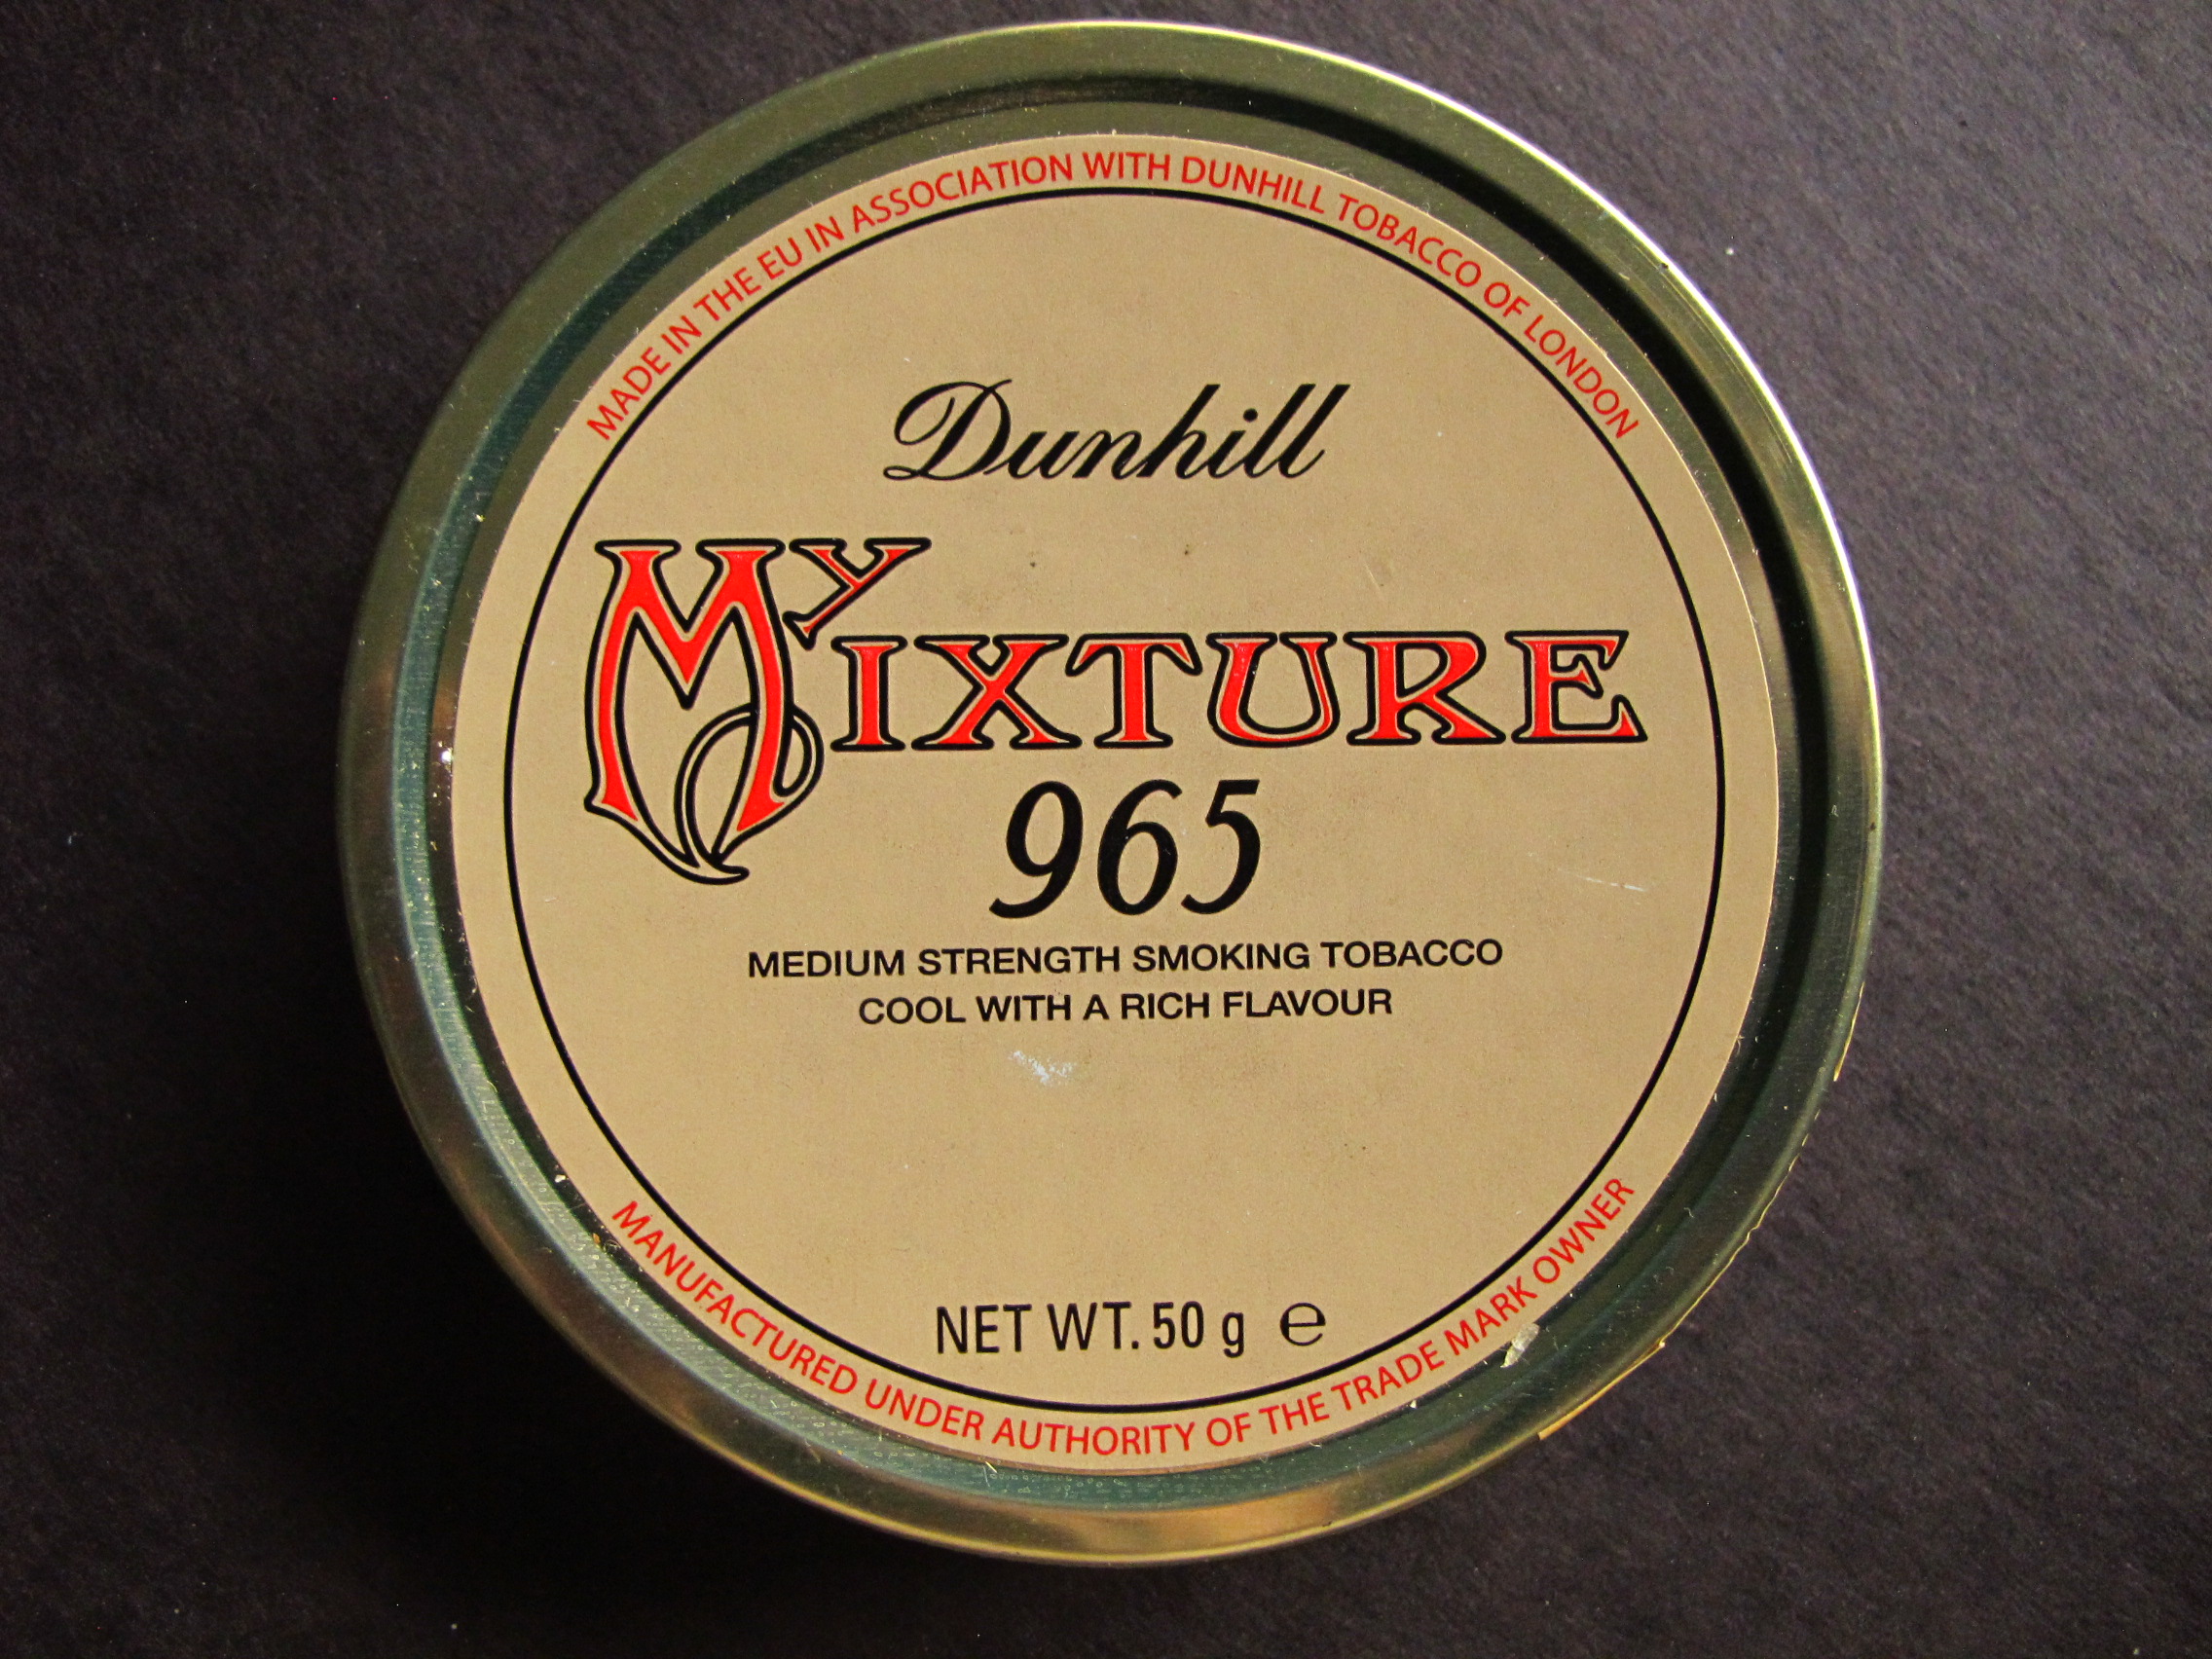 MADE IN THE EU IN ASSOCIATION WITH DUNHILL TOBACCO OF LONDON
Dunhill
My MIXTURE
965
MEDIUM STRENGTH SMOKING TOBACCO
COOL WITH A RICH FLAVOUR
NET WT. 50 g ℮
MANUFACTURED UNDER AUTHORITY OF THE TRADE MARK OWNER